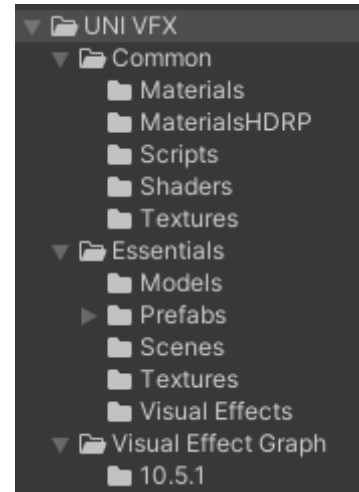 UNI VFX
Common
Materials
MaterialsHDRP
Scripts
Shaders
Textures
Essentials
Models
Prefabs
Scenes
Textures
Visual Effects
Visual Effect Graph
10.5.1